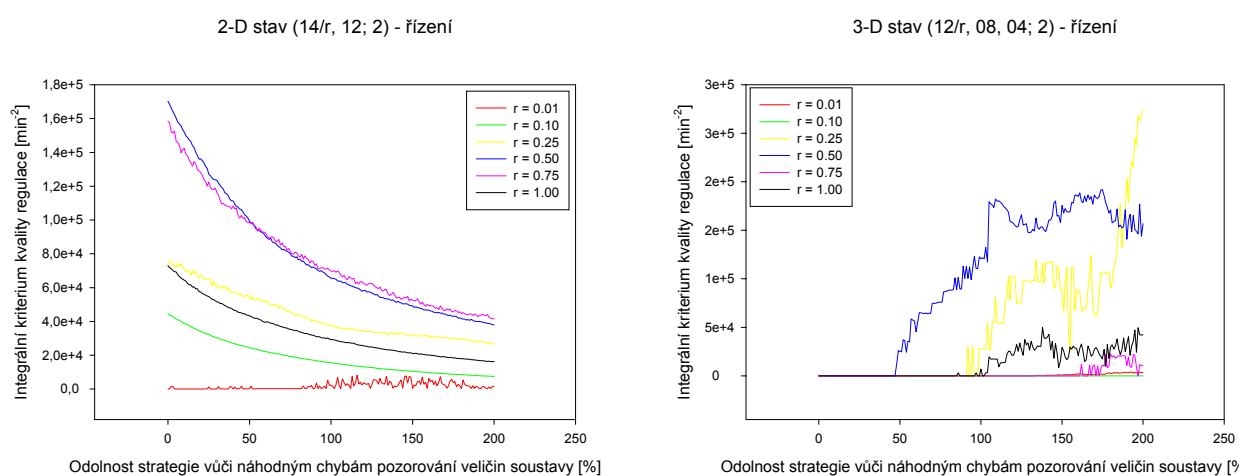 2-D stav (14/r, 12; 2) - řízení
Integrální kriterium kvality regulace [min-2]
1,8e+5
1,6e+5
1,4e+5
1,2e+5
1,0e+5
8,0e+4
6,0e+4
4,0e+4
2,0e+4
0,0
r = 0.01
r = 0.10
r = 0.25
r = 0.50
r = 0.75
r = 1.00
0 50 100 150 200 250
Odolnost strategie vůči náhodným chybám pozorování veličin soustavy [%]
3-D stav (12/r, 08, 04; 2) - řízení
Integrální kriterium kvality regulace [min-2]
3e+5
3e+5
2e+5
2e+5
1e+5
5e+4
0
r = 0.01
r = 0.10
r = 0.25
r = 0.50
r = 0.75
r = 1.00
0 50 100 150 200 250
Odolnost strategie vůči náhodným chybám pozorování veličin soustavy [%